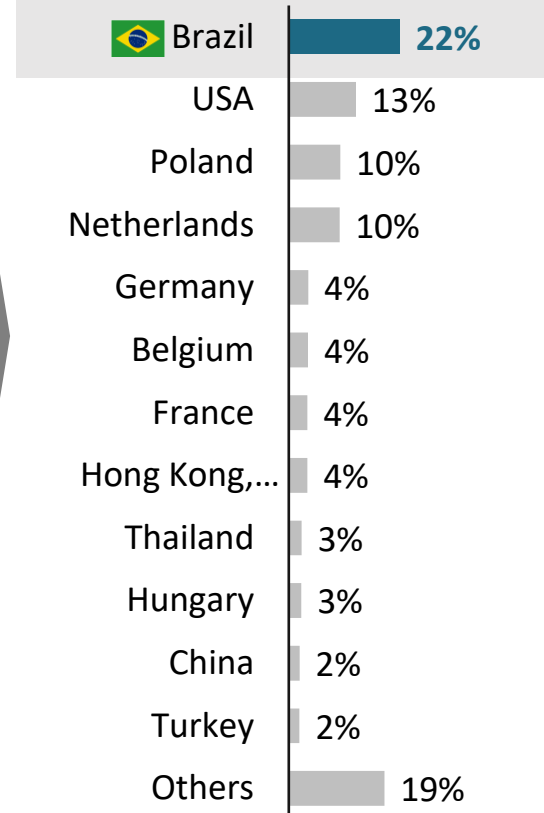 Brazil 22%
USA 13%
Poland 10%
Netherlands 10%
Germany 4%
Belgium 4%
France 4%
Hong Kong,... 4%
Thailand 3%
Hungary 3%
China 2%
Turkey 2%
Others 19%